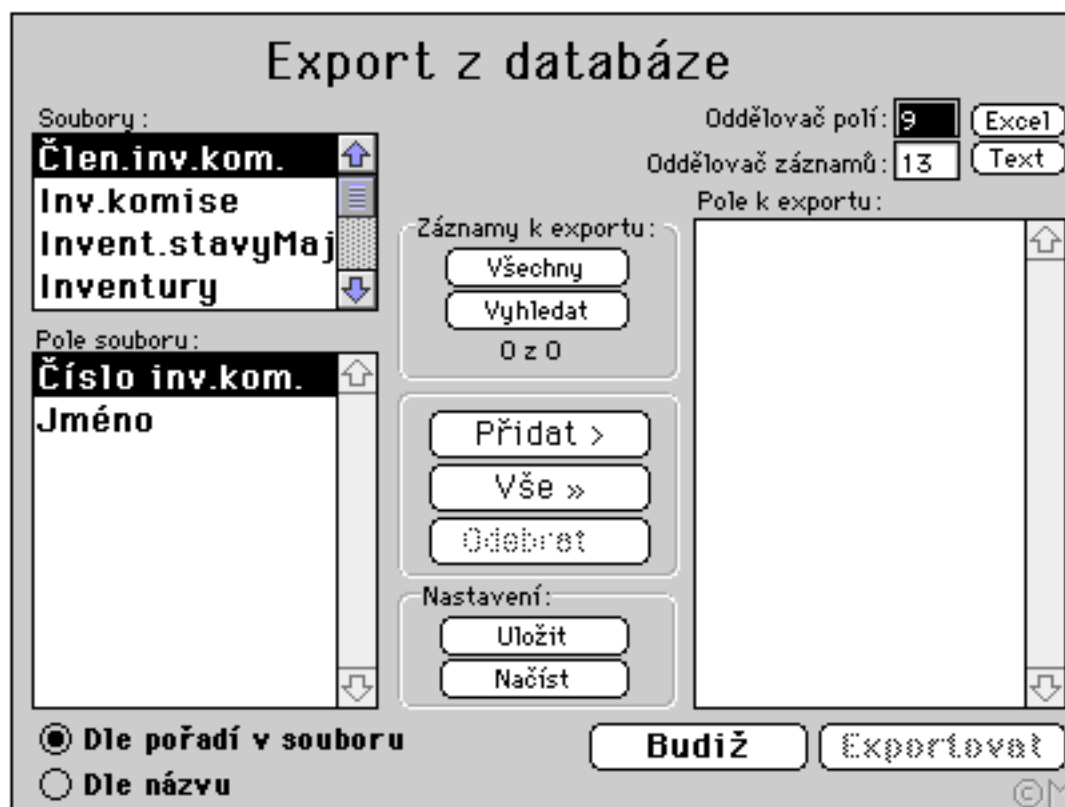 Export z databáze
Soubory:
Člen.inv.kom.
Inv.komise
Invent.stavyMaj
Inventury
Pole souboru:
Číslo inv.kom.
Jméno
Dle pořadí v souboru
Dle názvu
Záznamy k exportu:
Všechny
Vyhledat
0 z 0
Přidat >
Vše »
Odebrat
Nastavení:
Uložit
Načíst
Oddělovač polí: 9
Excel
Oddělovač záznamů: 13
Text
Pole k exportu:
Budiž
Exportovat